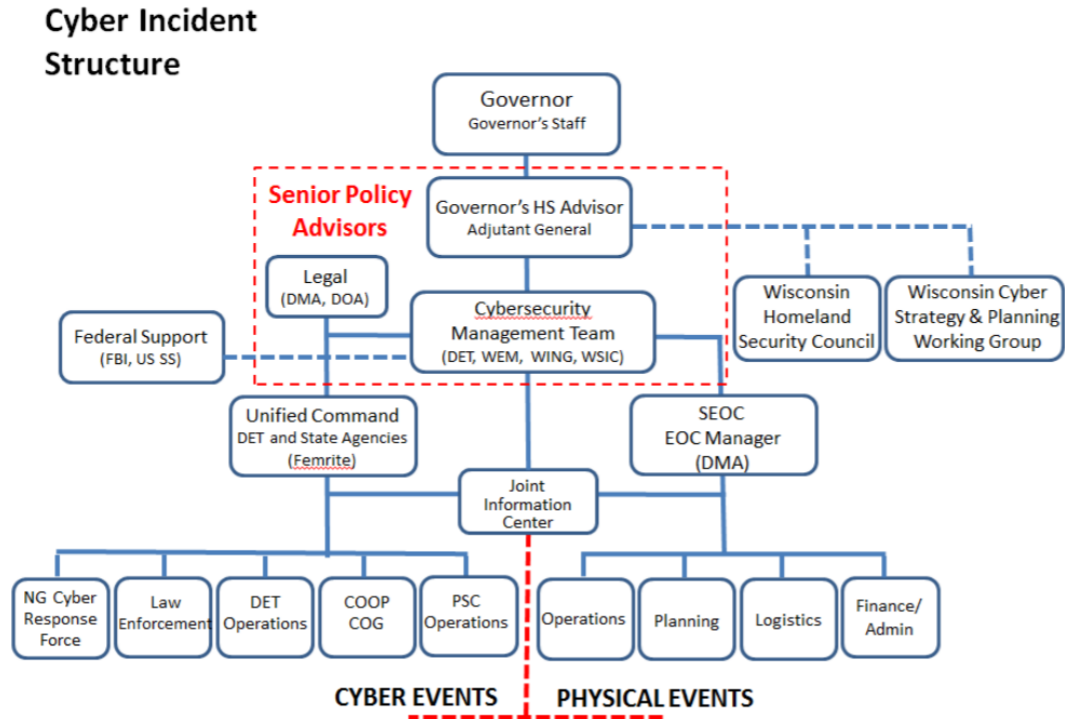 Cyber Incident
Structure
Governor
Governor's Staff
Senior Policy
Advisors
Governor's HS Advisor
Adjutant General
Legal
(DMA, DOA)
Cybersecurity
Management Team
(DET, WEM, WING, WSIC)
Wisconsin
Homeland
Security Council
Wisconsin Cyber
Strategy & Planning
Working Group
Federal Support
(FBI, US SS)
Unified Command
DET and State Agencies
(Femrite)
SEOC
EOC Manager
(DMA)
Joint
Information
Center
NG Cyber
Response
Force
Law
Enforcement
DET
Operations
COOP
COG
PSC
Operations
Operations
Planning
Logistics
Finance/
Admin
CYBER EVENTS
PHYSICAL EVENTS